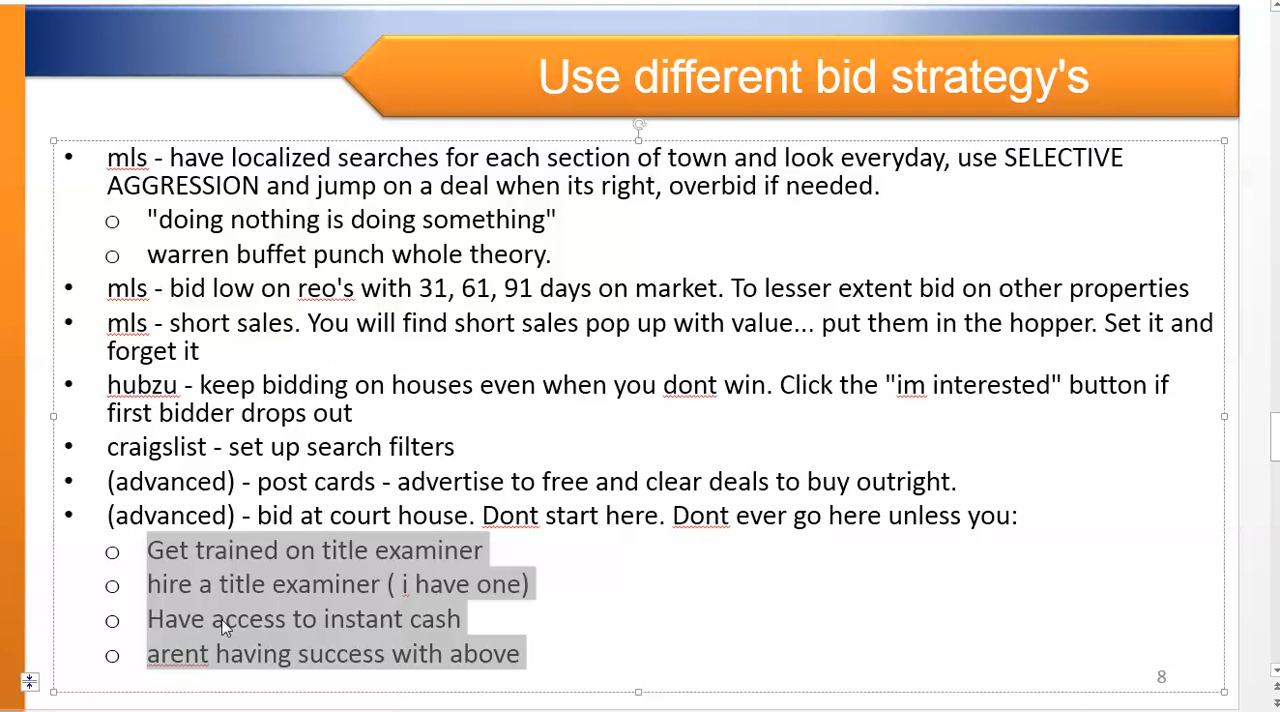 Use different bid strategy's
• mls - have localized searches for each section of town and look everyday, use SELECTIVE
AGGRESSION and jump on a deal when its right, overbid if needed.
o "doing nothing is doing something"
o warren buffet punch whole theory.
• mls - bid low on reo's with 31, 61, 91 days on market. To lesser extent bid on other properties
• mls - short sales. You will find short sales pop up with value... put them in the hopper. Set it and
forget it
• hubzu - keep bidding on houses even when you dont win. Click the "im interested" button if
first bidder drops out
• craigslist - set up search filters
• (advanced) - post cards - advertise to free and clear deals to buy outright.
• (advanced) - bid at court house. Dont start here. Dont ever go here unless you:
o Get trained on title examiner
o hire a title examiner ( i have one)
o Have access to instant cash
o arent having success with above
8